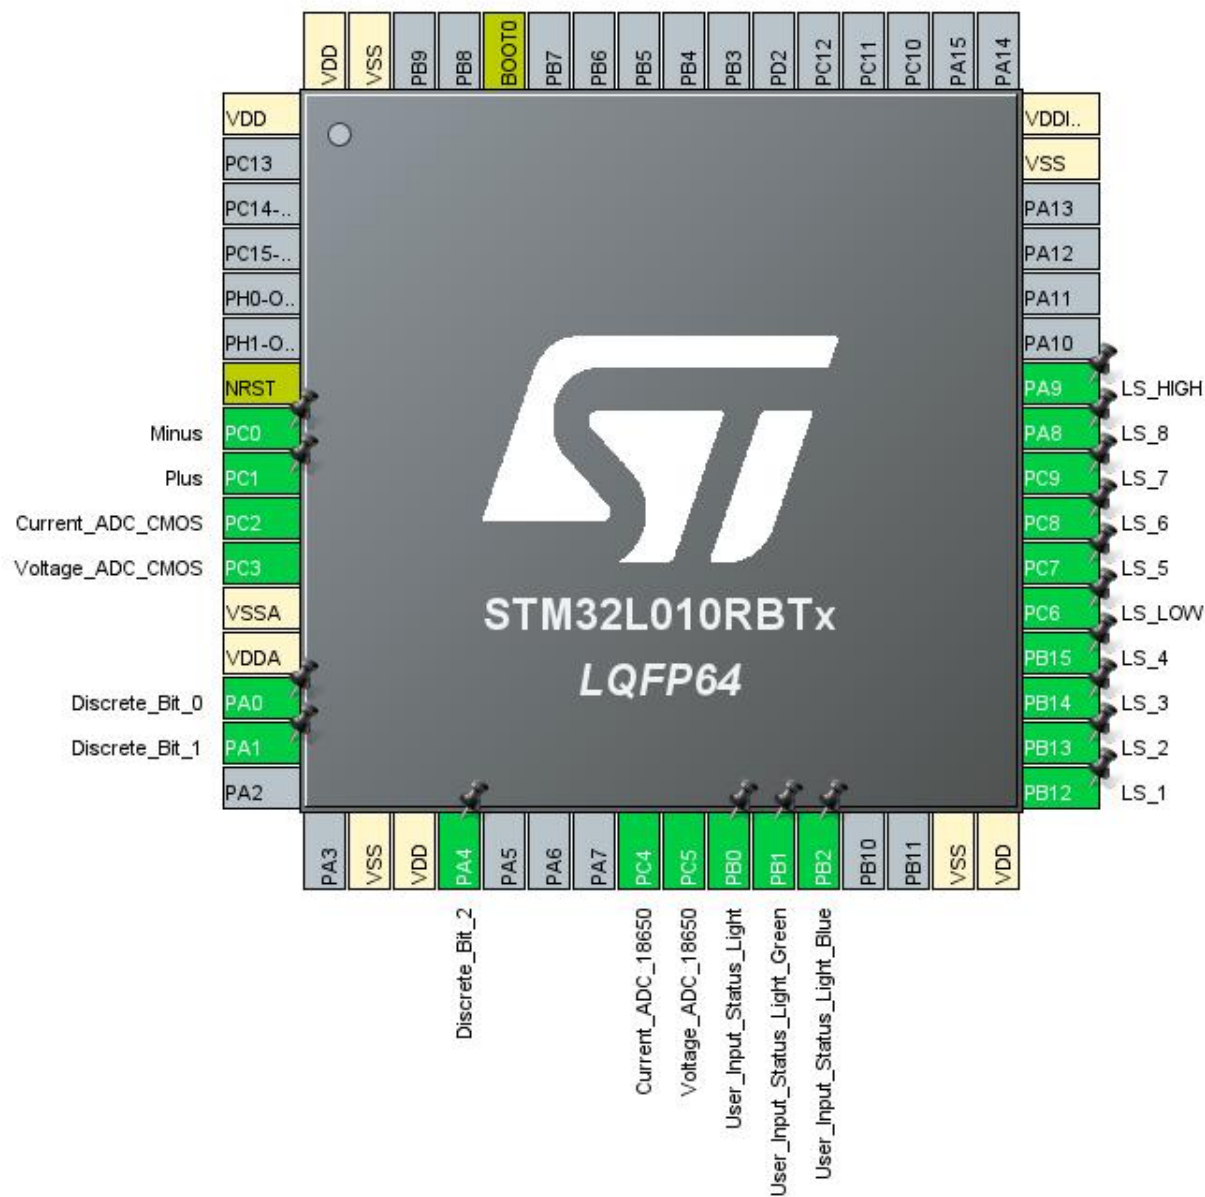 VDD
VSS
PB9
PB8
BOOT0
PB7
PB6
PB5
PB4
PB3
PD2
PC12
PC11
PC10
PA15
PA14
VDD
PC13
PC14-..
PC15-..
PH0-O..
PH1-O..
NRST
Minus PC0
Plus PC1
Current_ADC_CMOS PC2
Voltage_ADC_CMOS PC3
VSSA
VDDA
Discrete_Bit_0 PA0
Discrete_Bit_1 PA1
PA2
ST
STM32L010RBTx
LQFP64
VDDI..
VSS
PA13
PA12
PA11
PA10
PA9 LS_HIGH
PA8 LS_8
PC9 LS_7
PC8 LS_6
PC7 LS_5
PC6 LS_LOW
PB15 LS_4
PB14 LS_3
PB13 LS_2
PB12 LS_1
PA3
VSS
VDD
PA4
PA5
PA6
PA7
PC4
PC5
PB0
PB1
PB2
PB10
PB11
VSS
VDD
Discrete_Bit_2
Current_ADC_18650
Voltage_ADC_18650
User_Input_Status_Light
User_Input_Status_Light_Green
User_Input_Status_Light_Blue